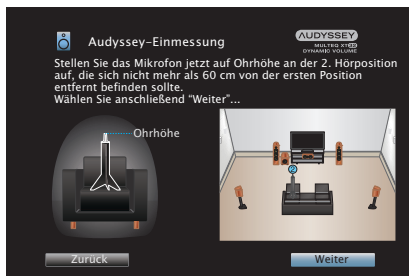 Audyssey-Einmessung
AUDYSSEY
MULTEQ XT32
DYNAMIC VOLUME
Stellen Sie das Mikrofon jetzt auf Ohrhöhe an der 2. Hörposition
auf, die sich nicht mehr als 60 cm von der ersten Position
entfernt befinden sollte.
Wählen Sie anschließend “Weiter”...
Ohrhöhe
2
Zurück
Weiter